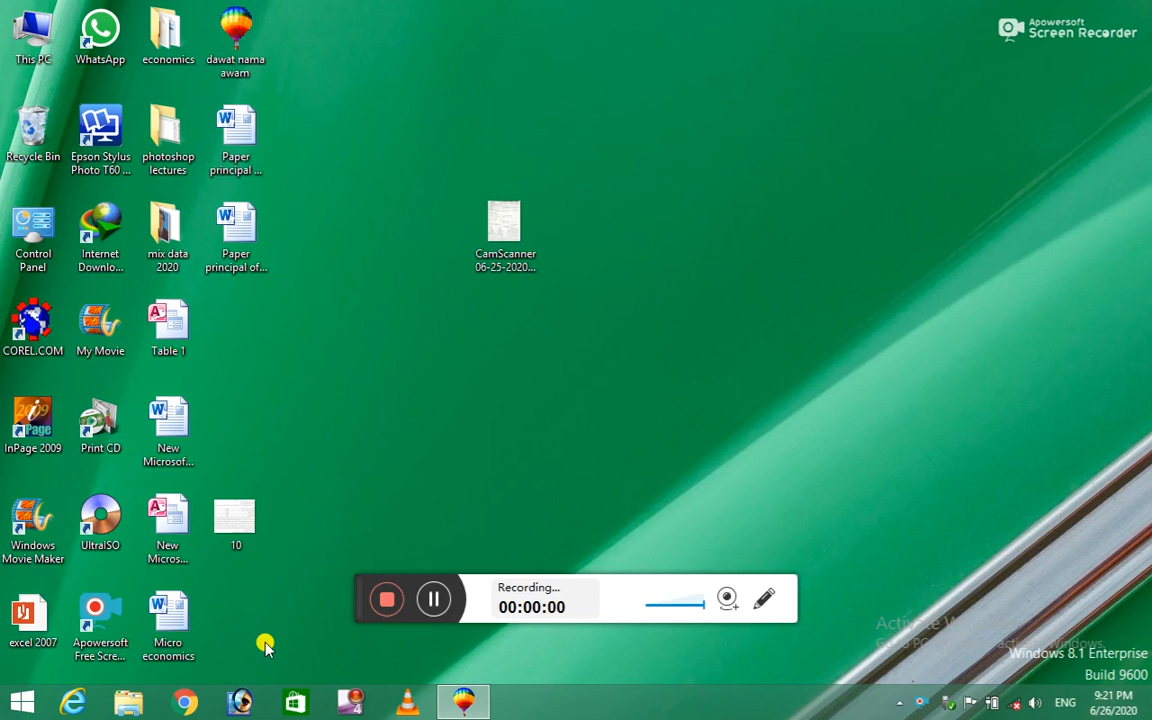 This PC
WhatsApp
economics
dawat nama
awam
Apowersoft
Screen Recorder
Recycle Bin
Epson Stylus
Photo T60 ...
photoshop
lectures
Paper
principal ...
Control
Panel
Internet
Downlo...
mix data
2020
Paper
principal of...
CamScanner
06-25-2020...
COREL.COM
My Movie
Table 1
InPage 2009
Print CD
New
Microsof...
Windows
Movie Maker
UltraISO
New
Micros...
10
excel 2007
Apowersoft
Free Scre...
Micro
economics
Recording...
00:00:00
Windows 8.1 Enterprise
Build 9600
ENG
9:21 PM
6/26/2020